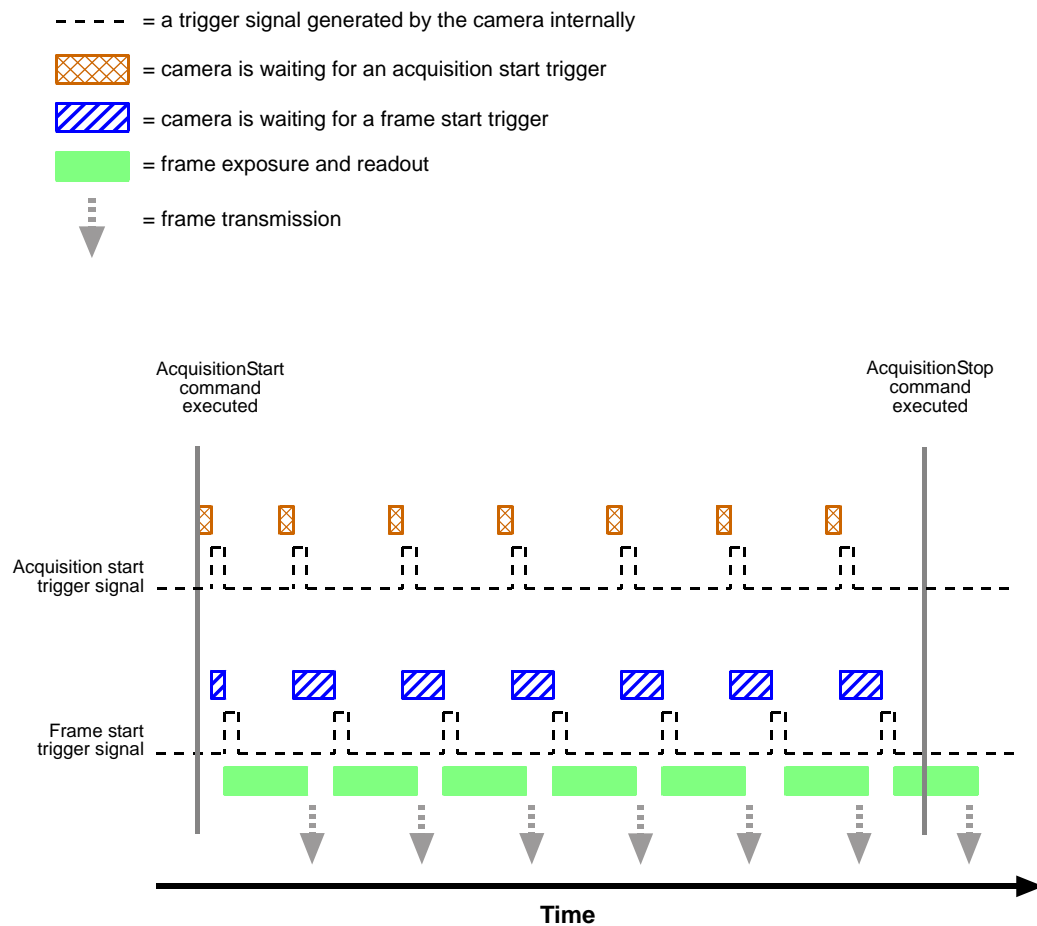 = a trigger signal generated by the camera internally
= camera is waiting for an acquisition start trigger
= camera is waiting for a frame start trigger
= frame exposure and readout
= frame transmission
AcquisitionStart
command
executed
AcquisitionStop
command
executed
Acquisition start
trigger signal
Frame start
trigger signal
Time